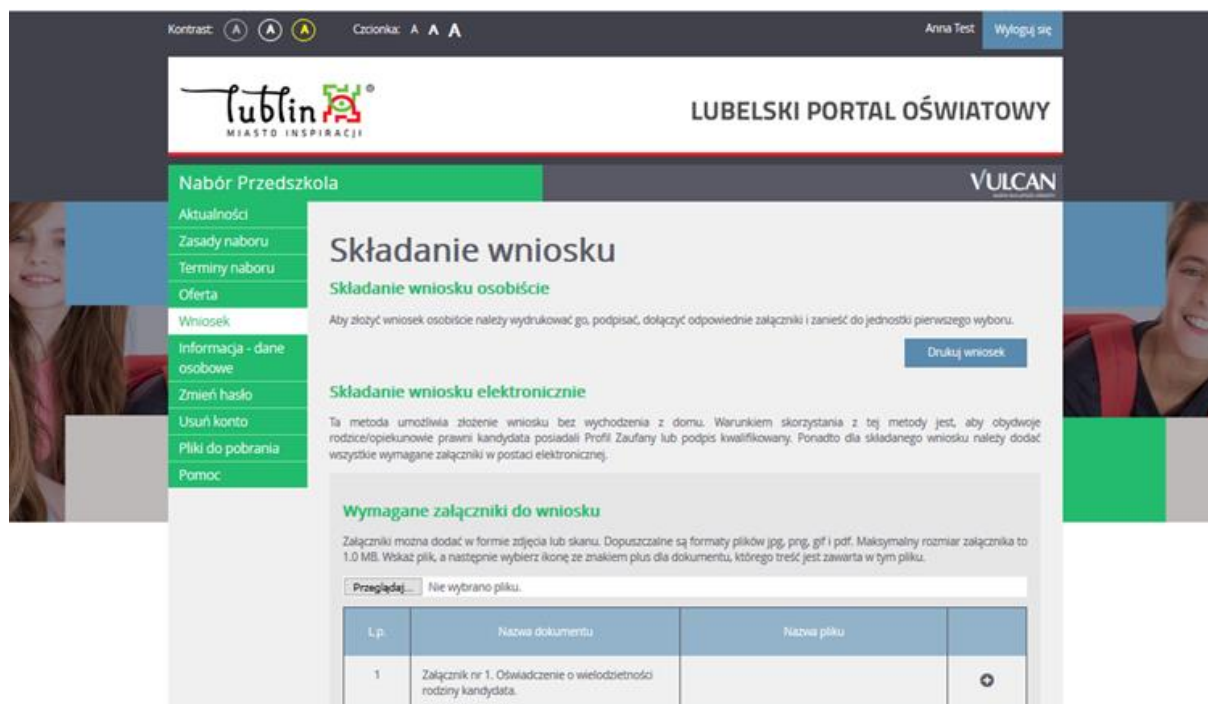 Kontrast: A A A Czcionka: A A A Anna Test Wyloguj się
lublin ®
MIASTO INSPIRACJI
LUBELSKI PORTAL OŚWIATOWY
Nabór Przedszkola
VULCAN
Aktualności
Zasady naboru
Terminy naboru
Oferta
Wniosek
Informacja - dane
osobowe
Zmień hasło
Usuń konto
Pliki do pobrania
Pomoc
Składanie wniosku
Składanie wniosku osobiście
Aby złożyć wniosek osobiście należy wydrukować go, podpisać, dołączyć odpowiednie załączniki i zanieść do jednostki pierwszego wyboru.
Drukuj wniosek
Składanie wniosku elektronicznie
Ta metoda umożliwia złożenie wniosku bez wychodzenia z domu. Warunkiem skorzystania z tej metody jest, aby obydwoje
rodzice/opiekunowie prawni kandydata posiadali Profil Zaufany lub podpis kwalifikowany. Ponadto dla składanego wniosku należy dodać
wszystkie wymagane załączniki w postaci elektronicznej.
Wymagane załączniki do wniosku
Załączniki można dodać w formie zdjęcia lub skanu. Dopuszczalne są formaty plików jpg, png, gif i pdf. Maksymalny rozmiar załącznika to
1.0 MB. Wskaż plik, a następnie wybierz ikonę ze znakiem plus dla dokumentu, którego treść jest zawarta w tym pliku.
Przeglądaj... Nie wybrano pliku.
L.p. Nazwa dokumentu Nazwa pliku
1 Załącznik nr 1. Oświadczenie o wielodzietności
rodziny kandydata.